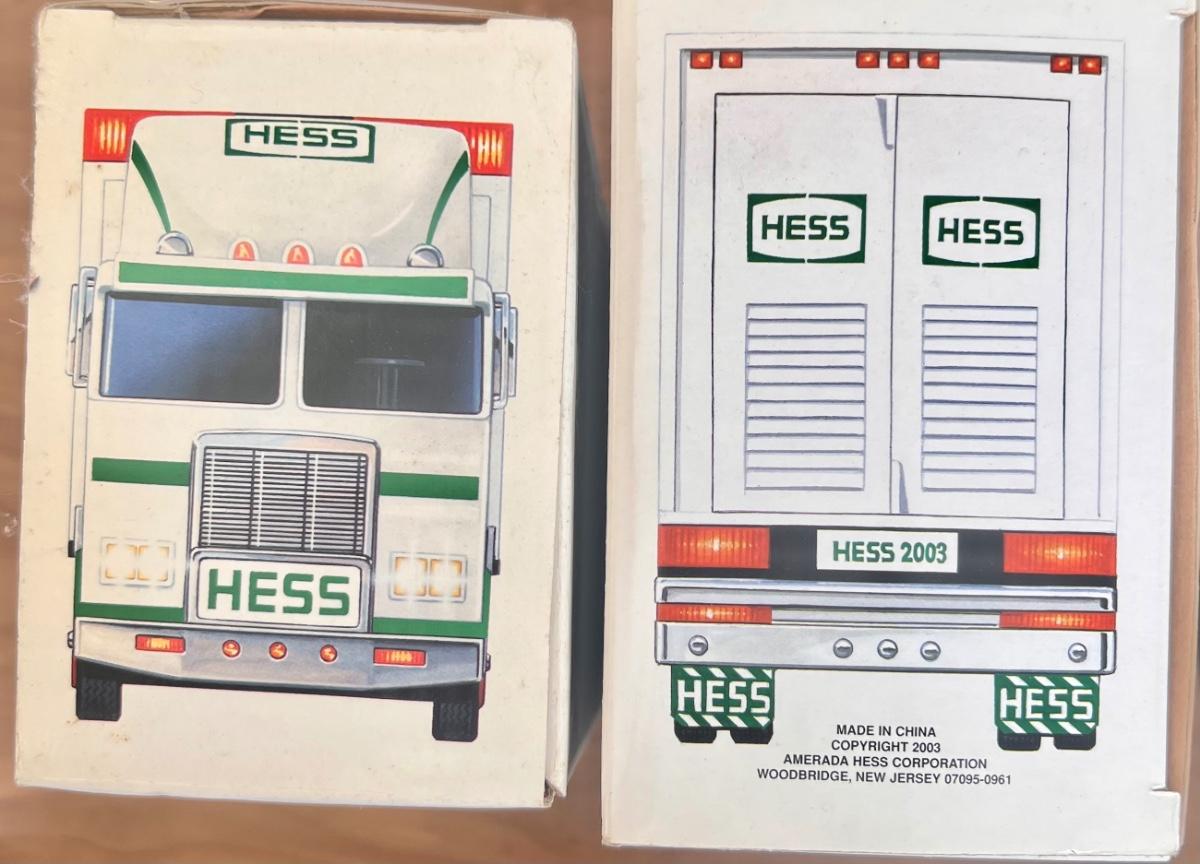 HESS
HESS
HESS HESS
HESS 2003
HESS HESS
MADE IN CHINA
COPYRIGHT 2003
AMERADA HESS CORPORATION
WOODBRIDGE, NEW JERSEY 07095-0961